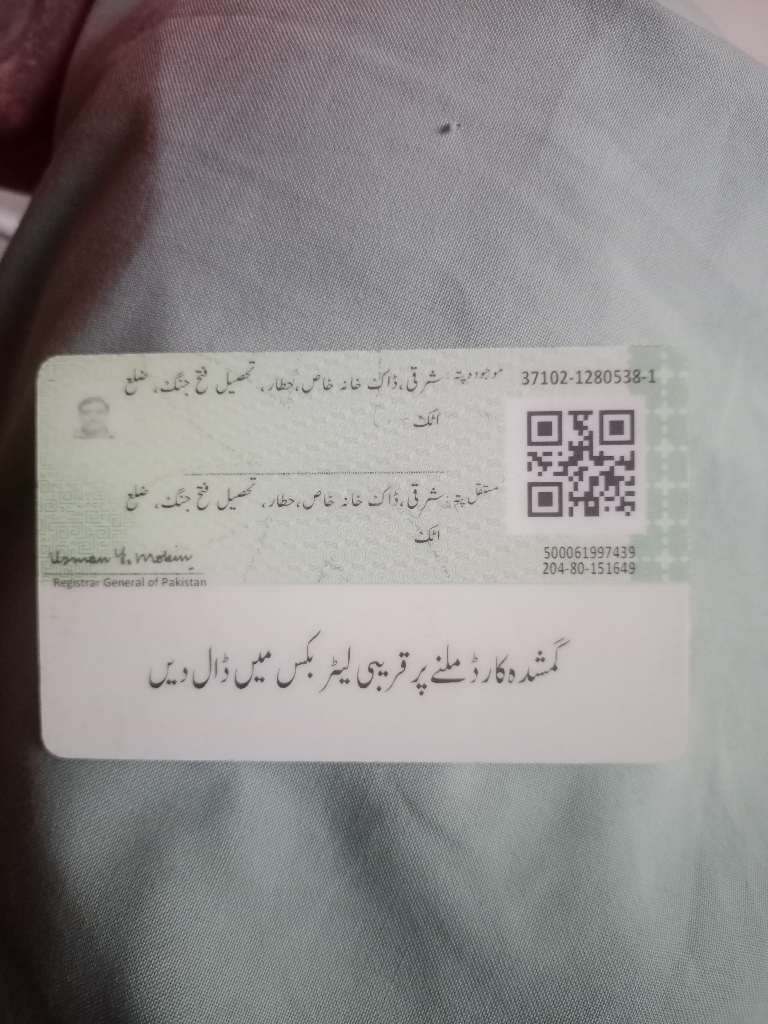 37102-1280538-1
موجودہ پتہ: شرقی، ڈاک خانہ خاص، حطار، تحصیل فتح جنگ، ضلع
اٹک
مستقل پتہ: شرقی، ڈاک خانہ خاص، حطار، تحصیل فتح جنگ، ضلع
اٹک
500061997439
204-80-151649
Usman Y. Mobin
Registrar General of Pakistan
گمشدہ کارڈ ملنے پر قریبی لیٹر بکس میں ڈال دیں